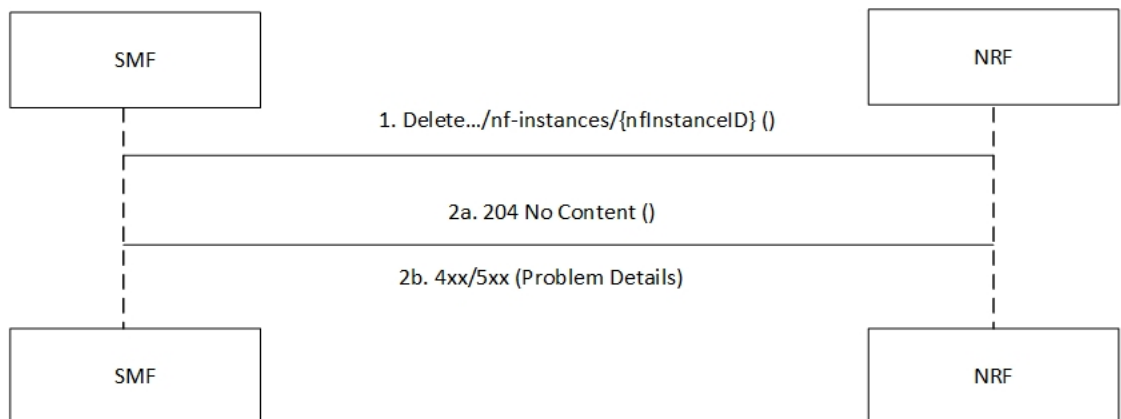 SMF
NRF
1. Delete.../nf-instances/{nfInstanceID} ()
2a. 204 No Content ()
2b. 4xx/5xx (Problem Details)
SMF
NRF